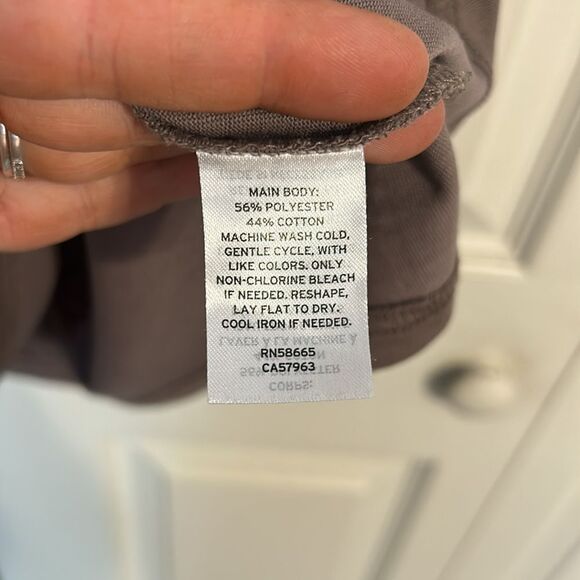 MAIN BODY:
56% POLYESTER
44% COTTON
MACHINE WASH COLD,
GENTLE CYCLE, WITH
LIKE COLORS. ONLY
NON-CHLORINE BLEACH
IF NEEDED. RESHAPE,
LAY FLAT TO DRY.
COOL IRON IF NEEDED.
RN58665
CA57963